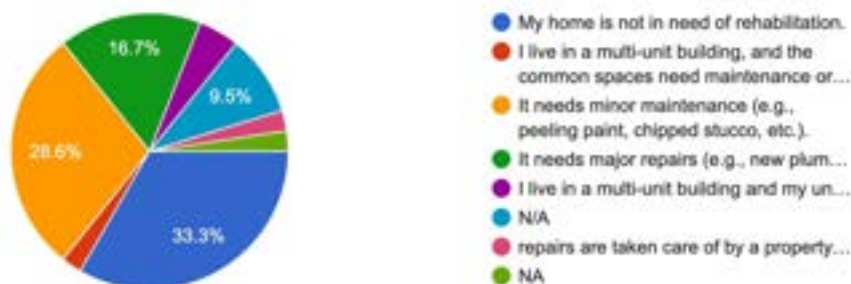 16.7%
9.5%
28.6%
33.3%
My home is not in need of rehabilitation.
I live in a multi-unit building, and the
common spaces need maintenance or...
It needs minor maintenance (e.g.,
peeling paint, chipped stucco, etc.).
It needs major repairs (e.g., new plum...
I live in a multi-unit building and my un...
N/A
repairs are taken care of by a property...
NA